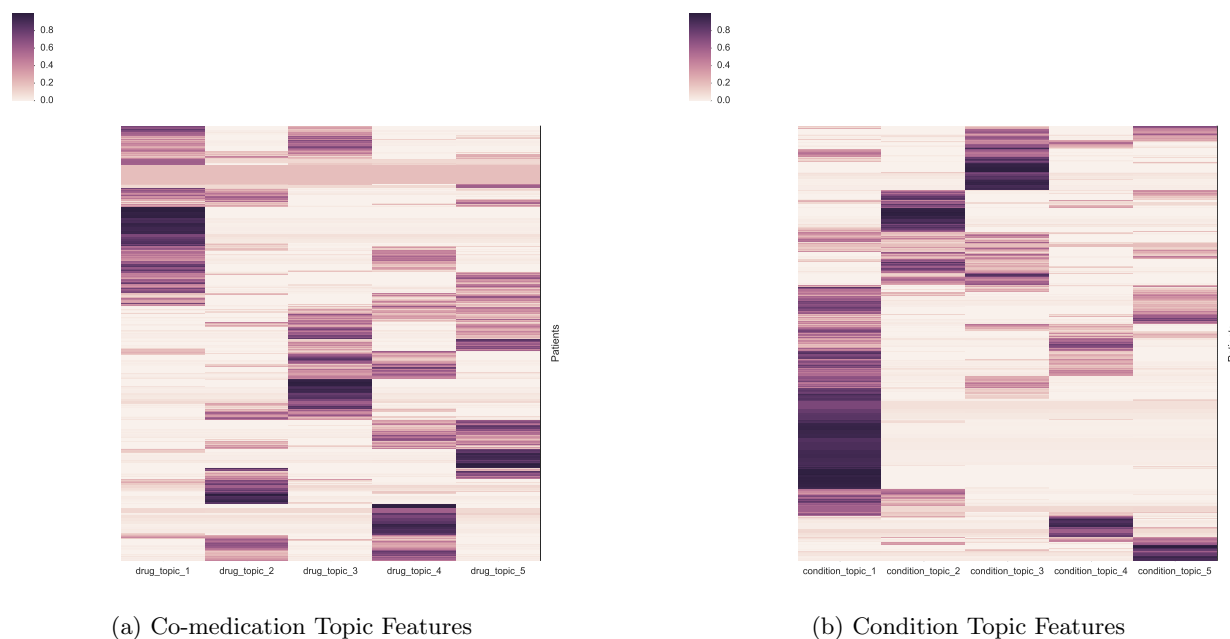 0.8
0.6
0.4
0.2
0.0
Patients
drug_topic_1 drug_topic_2 drug_topic_3 drug_topic_4 drug_topic_5
(a) Co-medication Topic Features
0.8
0.6
0.4
0.2
0.0
condition_topic_1 condition_topic_2 condition_topic_3 condition_topic_4 condition_topic_5
(b) Condition Topic Features